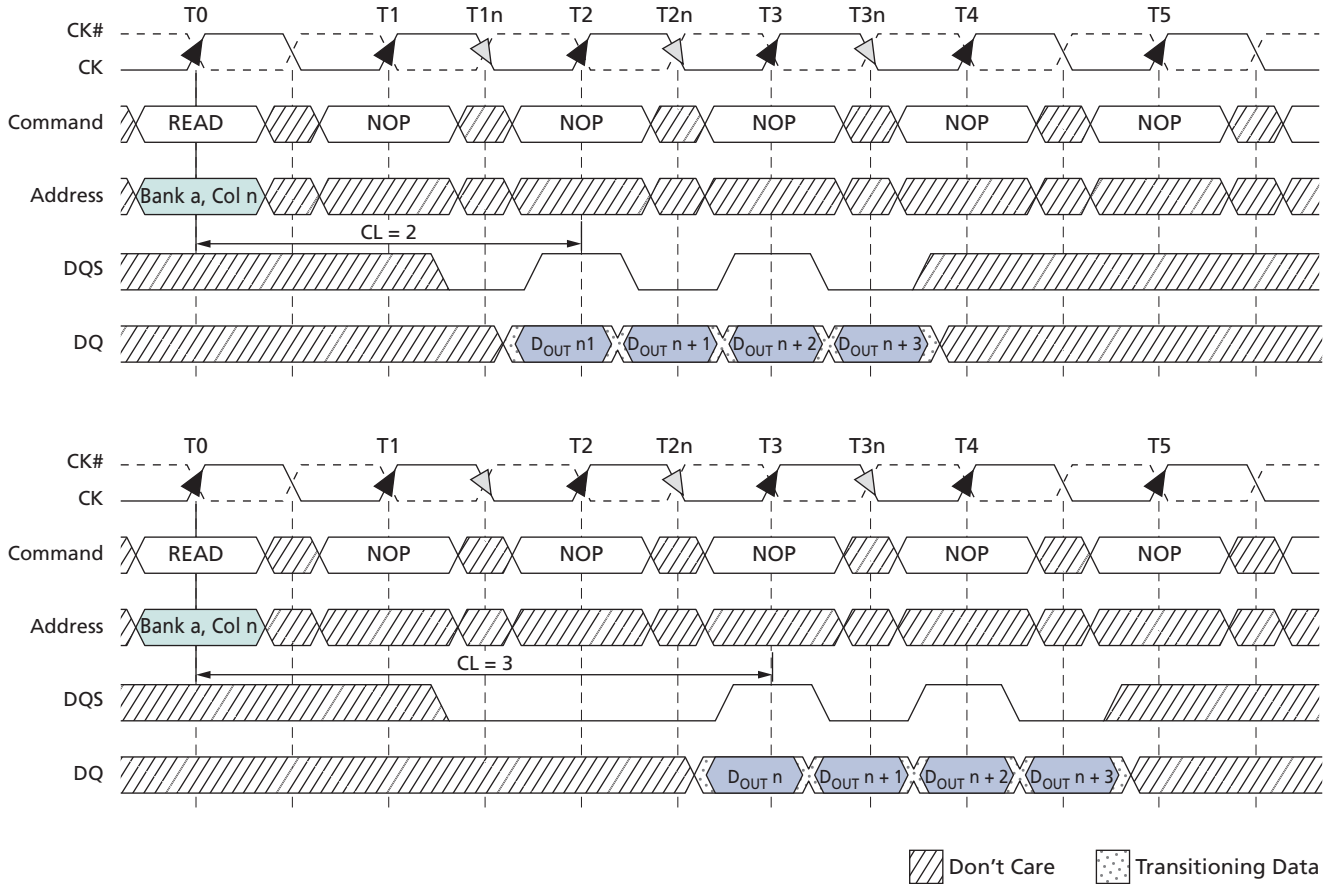 T0 T1 T1n T2 T2n T3 T3n T4 T5
CK#
CK
Command READ NOP NOP NOP NOP NOP
Address Bank a, Col n
CL = 2
DQS
DQ DOUT n1 DOUT n + 1 DOUT n + 2 DOUT n + 3
T0 T1 T2 T2n T3 T3n T4 T5
CK#
CK
Command READ NOP NOP NOP NOP NOP
Address Bank a, Col n
CL = 3
DQS
DQ DOUT n DOUT n + 1 DOUT n + 2 DOUT n + 3
Don't Care Transitioning Data